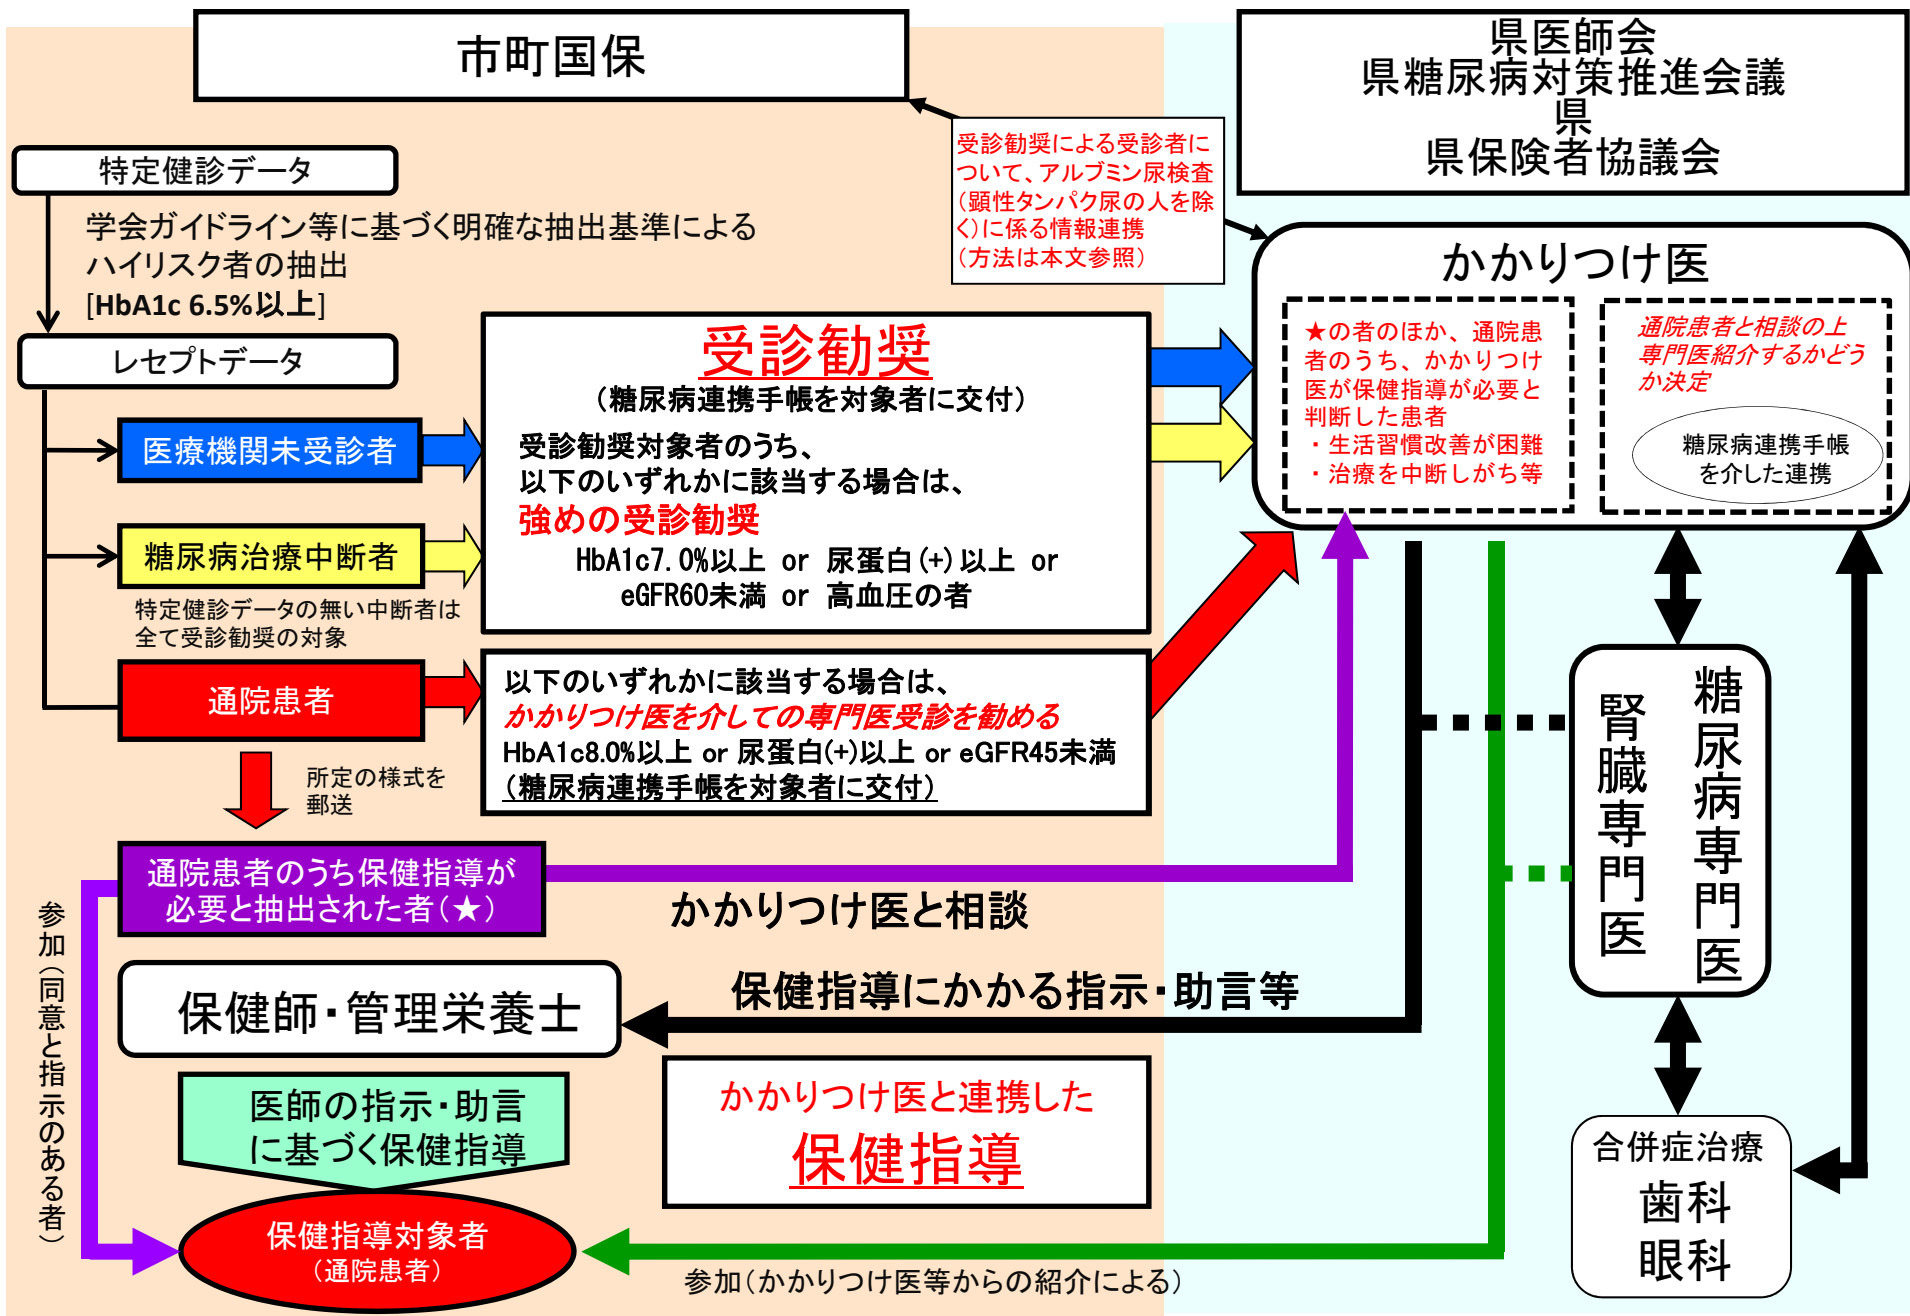 市町国保
県医師会
県糖尿病対策推進会議
県
県保険者協議会
特定健診データ
学会ガイドライン等に基づく明確な抽出基準による
ハイリスク者の抽出
[HbA1c 6.5%以上]
受診勧奨による受診者に
ついて、アルブミン尿検査
（顕性タンパク尿の人を除
く）に係る情報連携
（方法は本文参照）
レセプトデータ
医療機関未受診者
糖尿病治療中断者
特定健診データの無い中断者は
全て受診勧奨の対象
通院患者
受診勧奨
（糖尿病連携手帳を対象者に交付）
受診勧奨対象者のうち、
以下のいずれかに該当する場合は、
強めの受診勧奨
HbA1c7.0%以上 or 尿蛋白(+)以上 or
eGFR60未満 or 高血圧の者
以下のいずれかに該当する場合は、
かかりつけ医を介しての専門医受診を勧める
HbA1c8.0%以上 or 尿蛋白(+)以上 or eGFR45未満
（糖尿病連携手帳を対象者に交付）
かかりつけ医
★の者のほか、通院患
者のうち、かかりつけ
医が保健指導が必要と
判断した患者
・生活習慣改善が困難
・治療を中断しがち等
通院患者と相談の上
専門医紹介するかどう
か決定
糖尿病連携手帳
を介した連携
所定の様式を
郵送
通院患者のうち保健指導が
必要と抽出された者（★）
かかりつけ医と相談
参加（同意と指示のある者）
保健師・管理栄養士
保健指導にかかる指示・助言等
医師の指示・助言
に基づく保健指導
かかりつけ医と連携した
保健指導
保健指導対象者
（通院患者）
参加（かかりつけ医等からの紹介による）
糖尿病専門医
腎臓専門医
合併症治療
歯科
眼科